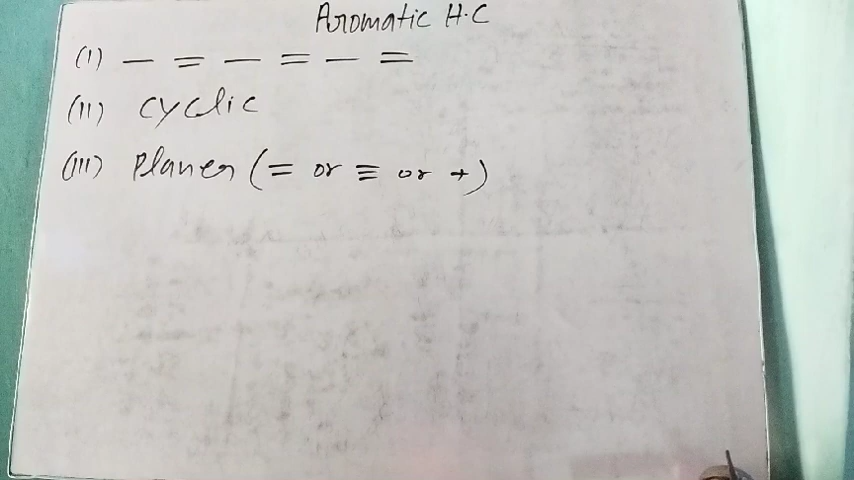 Aromatic H.C
(I) — = — = — =
(II) cyclic
(III) Planer (= or ≡ or +)